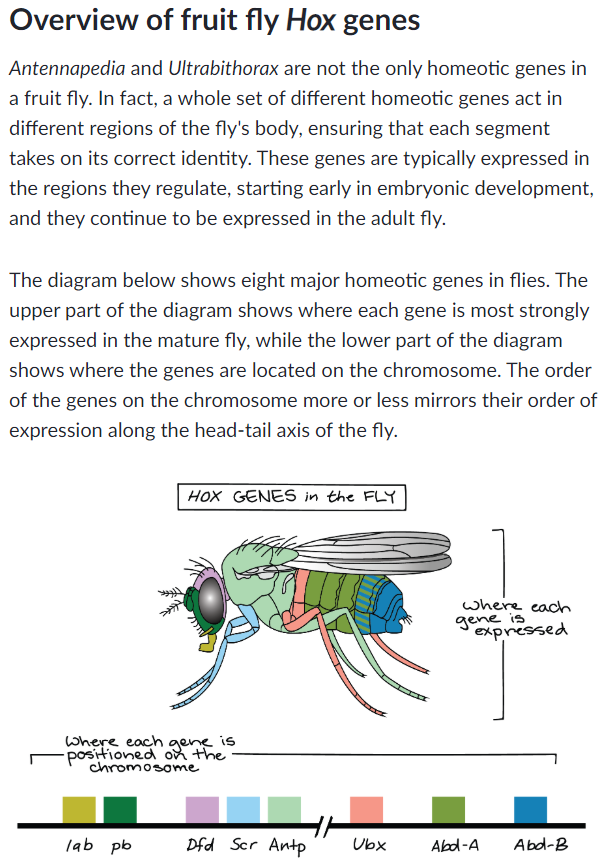 Overview of fruit fly Hox genes
Antennapedia and Ultrabithorax are not the only homeotic genes in
a fruit fly. In fact, a whole set of different homeotic genes act in
different regions of the fly's body, ensuring that each segment
takes on its correct identity. These genes are typically expressed in
the regions they regulate, starting early in embryonic development,
and they continue to be expressed in the adult fly.
The diagram below shows eight major homeotic genes in flies. The
upper part of the diagram shows where each gene is most strongly
expressed in the mature fly, while the lower part of the diagram
shows where the genes are located on the chromosome. The order
of the genes on the chromosome more or less mirrors their order of
expression along the head-tail axis of the fly.
HOX GENES in the FLY
where each
gene is
expressed
where each gene is
positioned on the
chromosome
lab pb Dfd Scr Antp Ubx Abd-A Abd-B